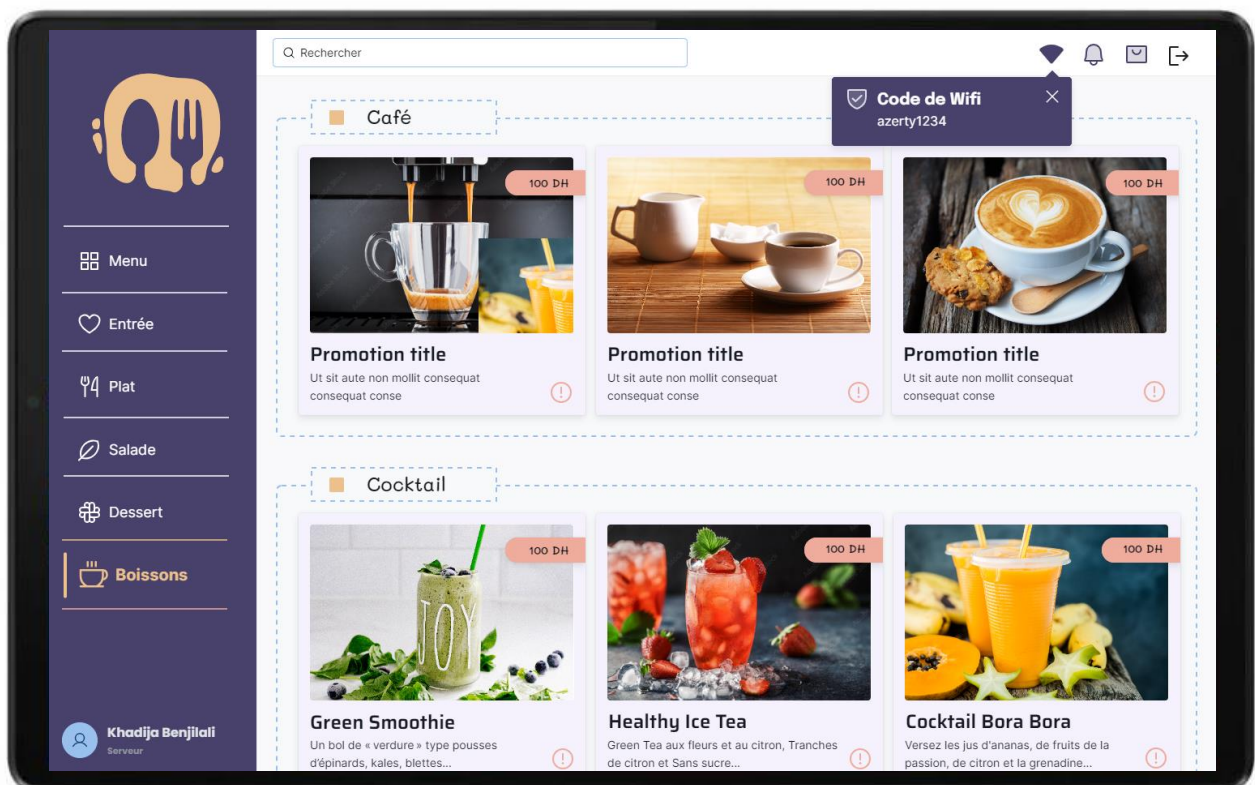 Rechercher
Code de Wifi
azerty1234
Menu
Entrée
Plat
Salade
Dessert
Boissons
Khadija Benjilali
Serveur
Café
100 DH
100 DH
100 DH
Promotion title
Ut sit aute non mollit consequat
consequat conse
Promotion title
Ut sit aute non mollit consequat
consequat conse
Promotion title
Ut sit aute non mollit consequat
consequat conse
Cocktail
100 DH
100 DH
100 DH
JOY
Green Smoothie
Un bol de « verdure » type pousses
d'épinards, kales, blettes...
Healthy Ice Tea
Green Tea aux fleurs et au citron, Tranches
de citron et Sans sucre...
Cocktail Bora Bora
Versez les jus d'ananas, de fruits de la
passion, de citron et la grenadine...